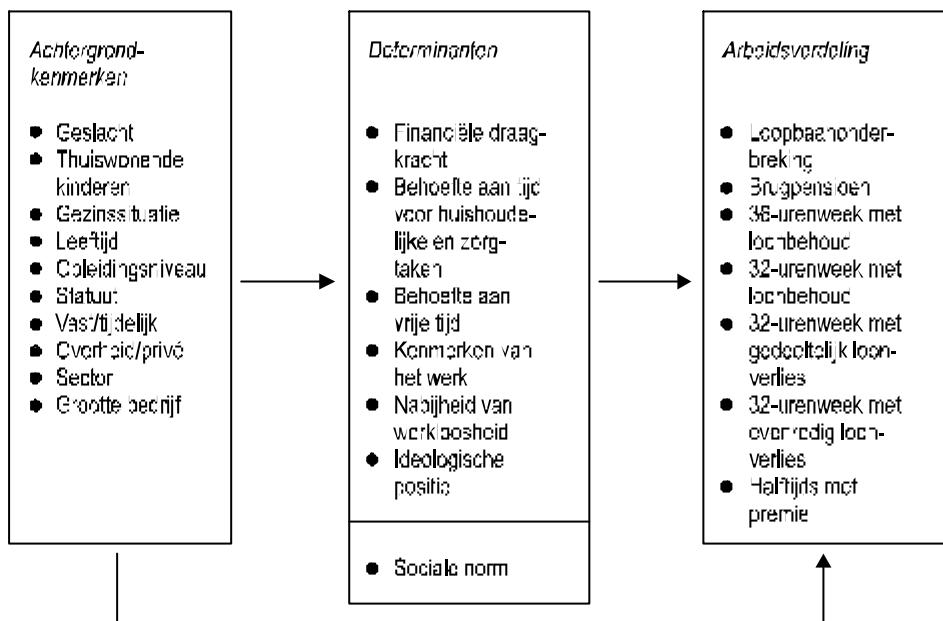 Achtergrond-
kenmerken
● Geslacht
● Thuiswonende
kinderen
● Gezinssituatie
● Leeftijd
● Opleidingsniveau
● Statuut
● Vast/tijdelijk
● Overheid/privé
● Sector
● Grootte bedrijf
Determinanten
● Financiële draag-
kracht
● Behoefte aan tijd
voor huishoude-
lijke en zorg-
taken
● Behoefte aan
vrije tijd
● Kenmerken van
het werk
● Nabijheid van
werkloosheid
● Ideologische
positie
● Sociale norm
Arbeidsverdeling
● Loopbaanonder-
breking
● Brugpensioen
● 36-urenweek met
loonbehoud
● 32-urenweek met
loonbehoud
● 32-urenweek met
gedeeltelijk loon-
verlies
● 32-urenweek met
evenredig loon-
verlies
● Halftijds met
premie